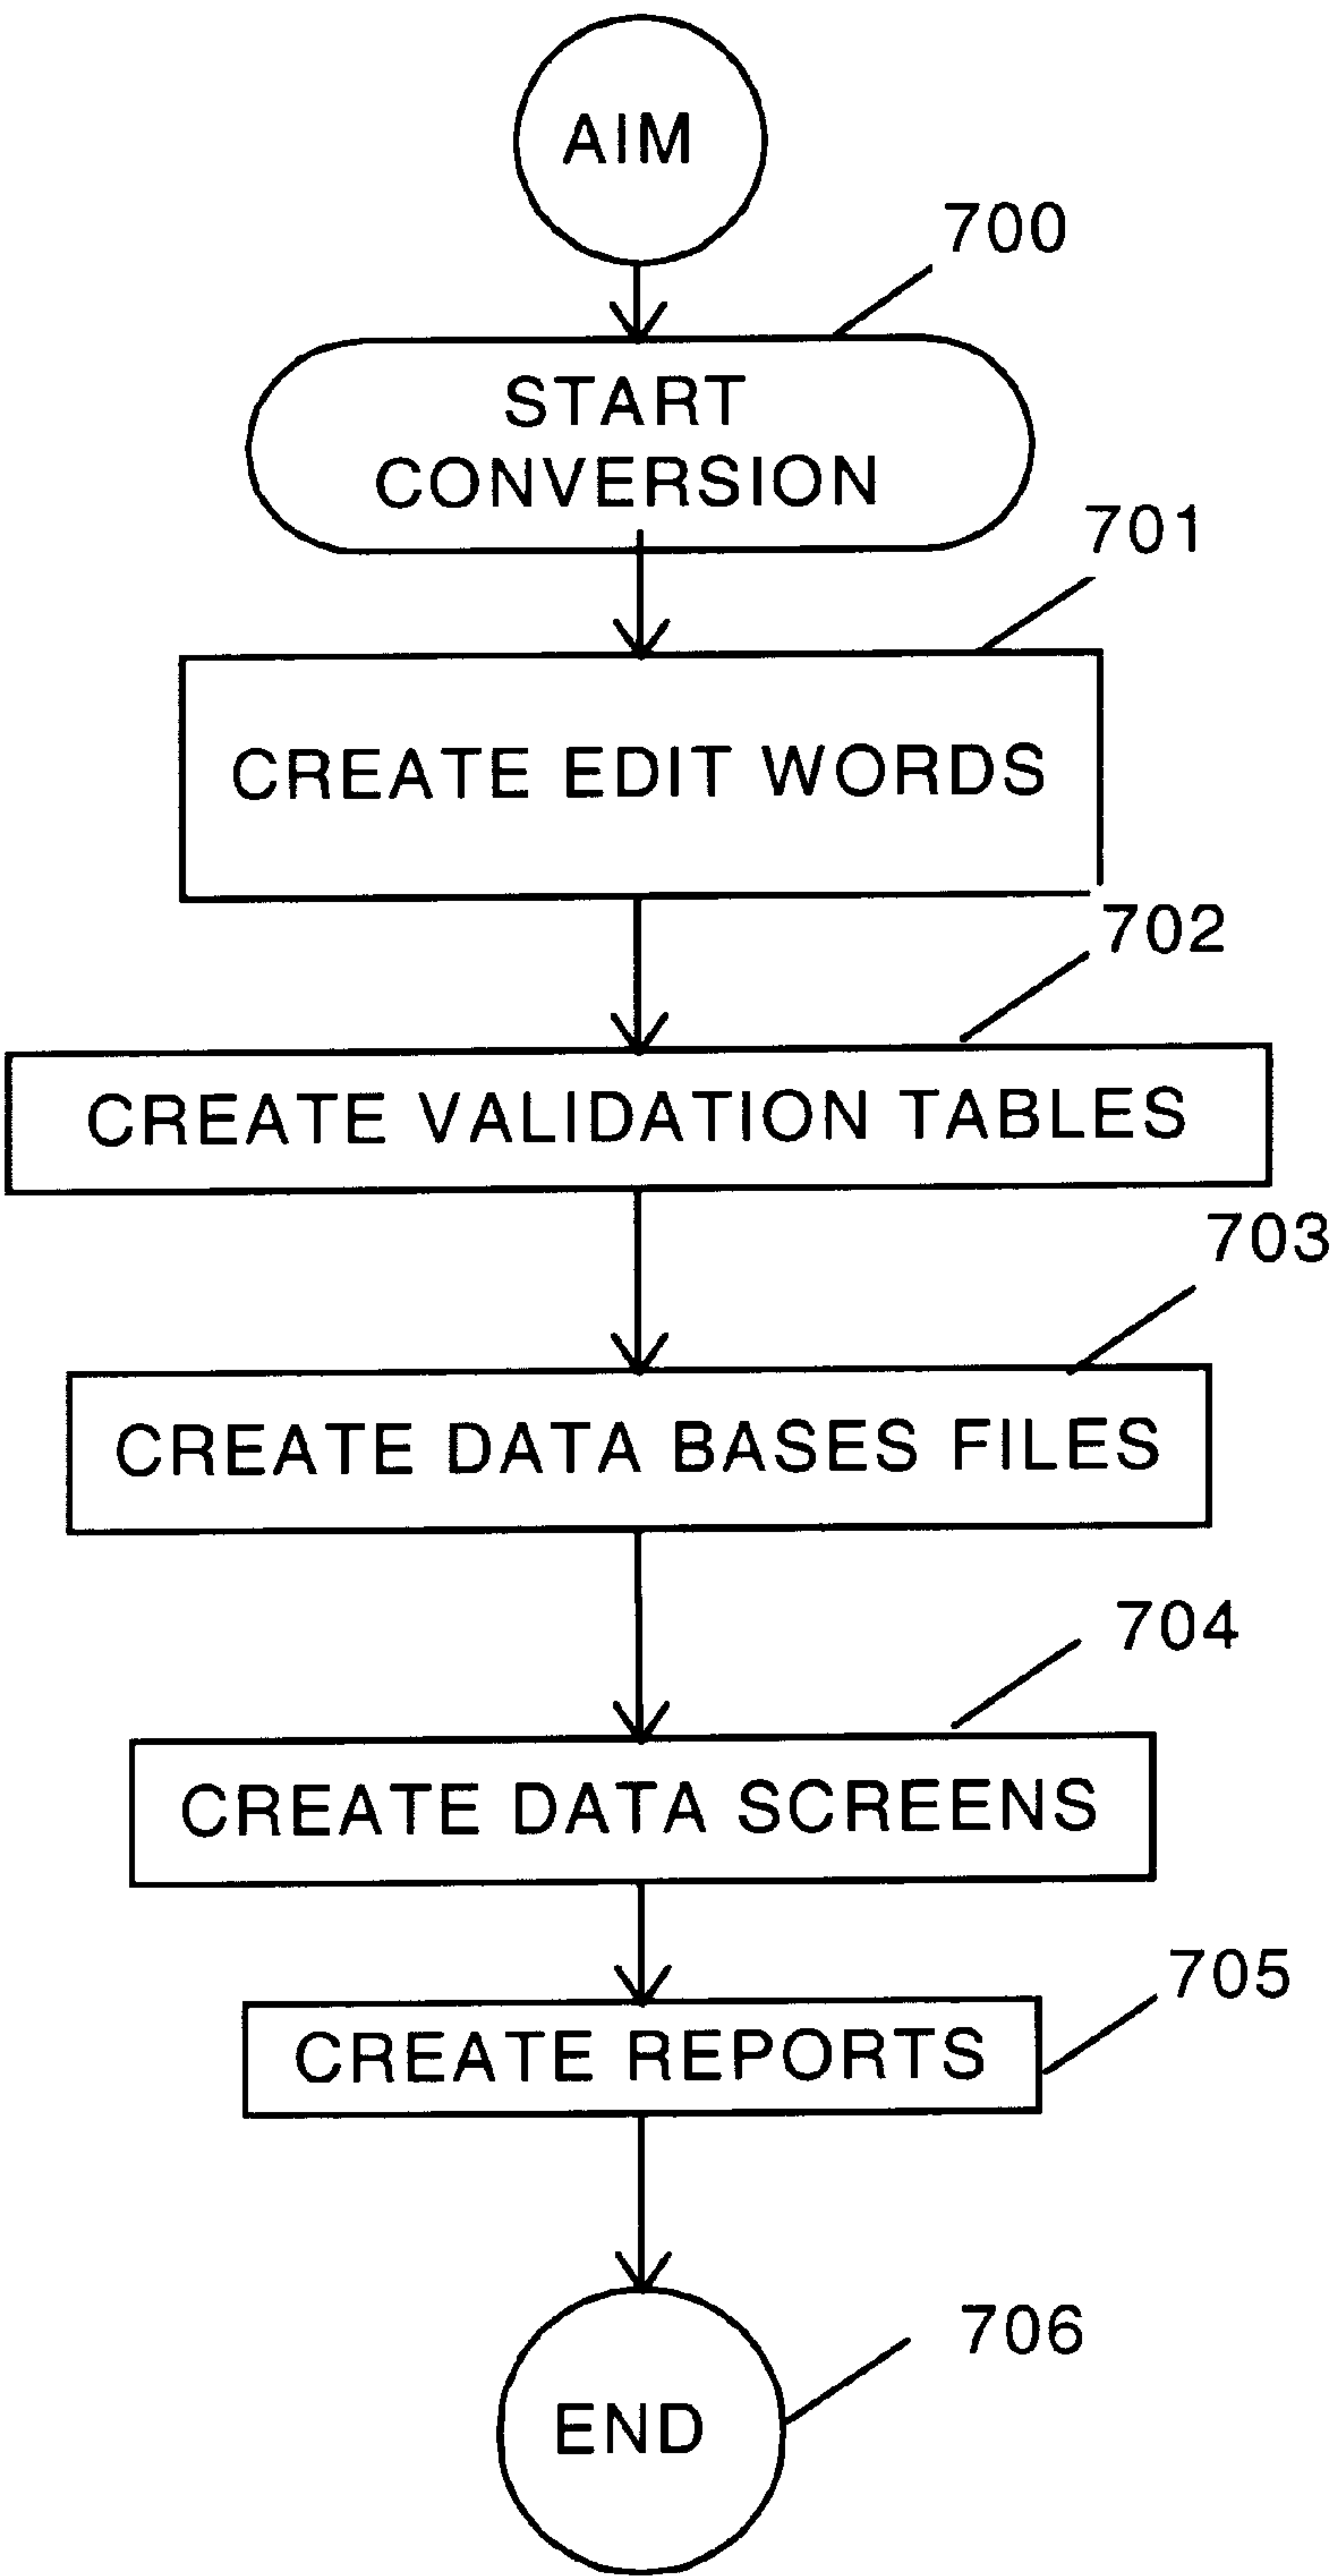 AIM
700
START
CONVERSION
701
CREATE EDIT WORDS
702
CREATE VALIDATION TABLES
703
CREATE DATA BASES FILES
704
CREATE DATA SCREENS
705
CREATE REPORTS
706
END